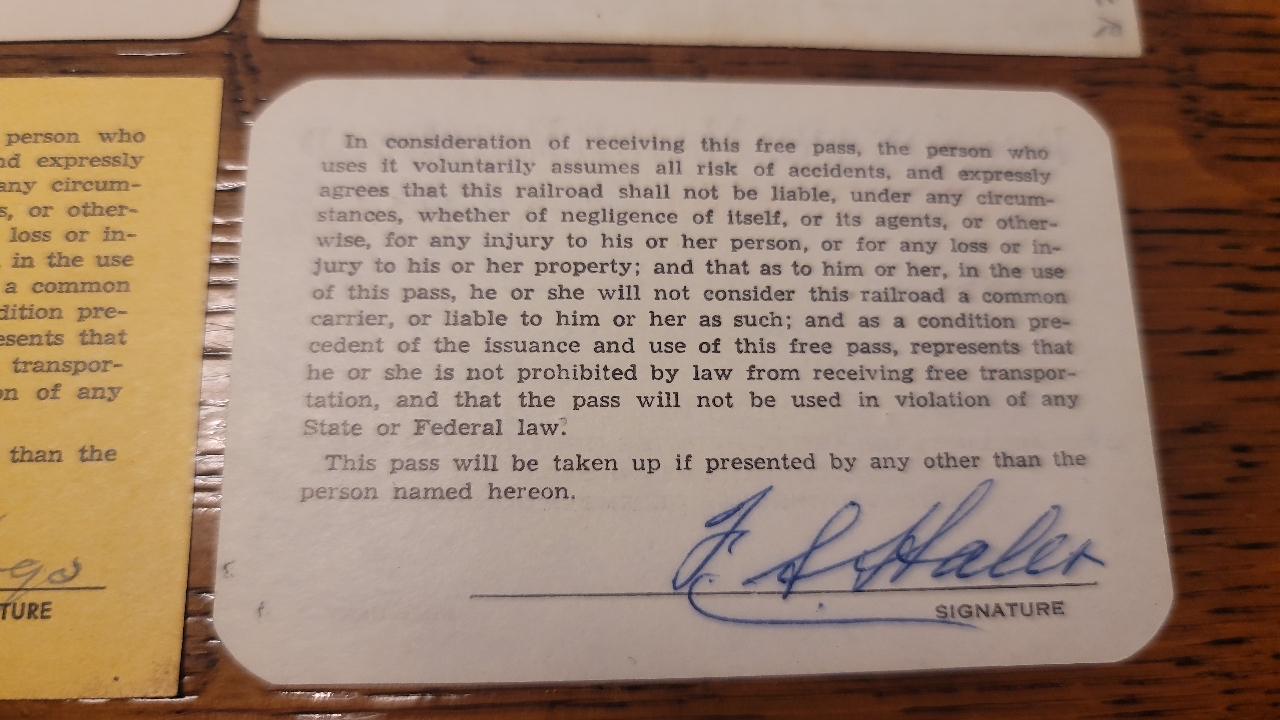 person who
nd expressly
any circum-
s, or other-
loss or in-
in the use
a common
dition pre-
esents that
transpor-
on of any
than the
TURE
In consideration of receiving this free pass, the person who
uses it voluntarily assumes all risk of accidents, and expressly
agrees that this railroad shall not be liable, under any circum-
stances, whether of negligence of itself, or its agents, or other-
wise, for any injury to his or her person, or for any loss or in-
jury to his or her property; and that as to him or her, in the use
of this pass, he or she will not consider this railroad a common
carrier, or liable to him or her as such; and as a condition pre-
cedent of the issuance and use of this free pass, represents that
he or she is not prohibited by law from receiving free transpor-
tation, and that the pass will not be used in violation of any
State or Federal law.
This pass will be taken up if presented by any other than the
person named hereon.
F. S. Haler
SIGNATURE